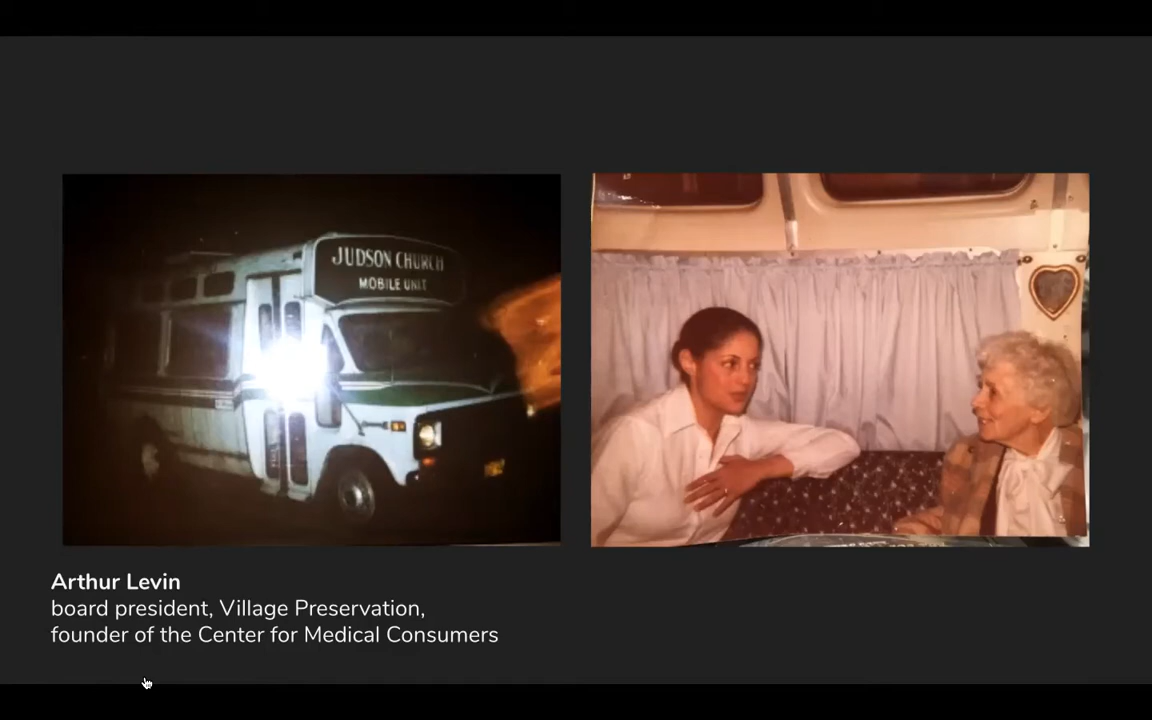 JUDSON CHURCH
MOBILE UNIT
Arthur Levin
board president, Village Preservation,
founder of the Center for Medical Consumers